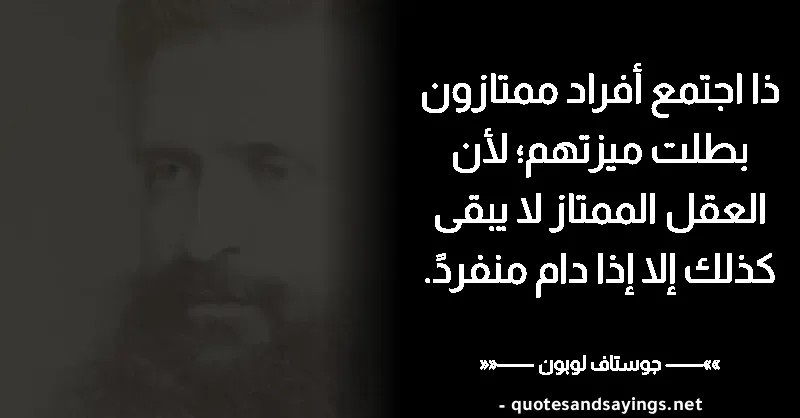 ذا اجتمع أفراد ممتازون
بطلت ميزتهم؛ لأن
العقل الممتاز لا يبقى
كذلك إلا إذا دام منفردً.
»»—— جوستاف لوبون ——««
- quotesandsayings.net